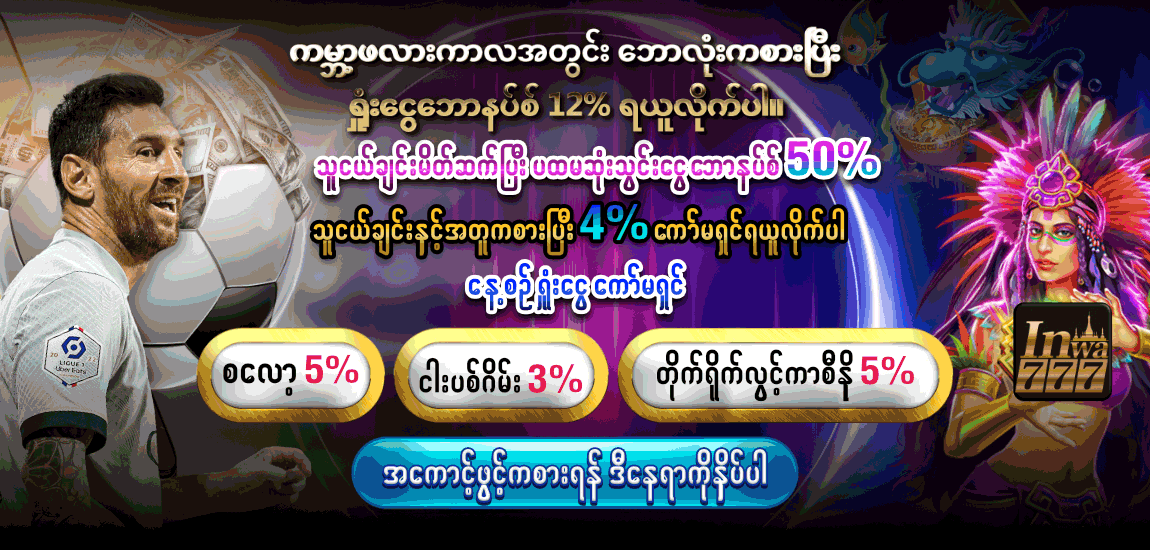 ကမ္ဘာ့ဖလားကာလအတွင်း ဘောလုံးကစားပြီး
ရှုံးငွေဘောနပ်စ် 12% ရယူလိုက်ပါ။
သူငယ်ချင်းမိတ်ဆက်ပြီး ပထမဆုံးသွင်းငွေ ဘောနပ်စ် 50%
သူငယ်ချင်းနှင့်အတူကစားပြီး 4% ကော်မရှင်ရယူလိုက်ပါ
နေ့စဉ်ရှုံးငွေ ကော်မရှင်
စလော့ 5%
ငါးပစ်ဂိမ်း 3%
တိုက်ရိုက်လွှင့်ကာစီနို 5%
အကောင့်ဖွင့်ကစားရန် ဒီနေရာကိုနှိပ်ပါ
20 22
LIGUE 1
Uber Eats
Inwa
777